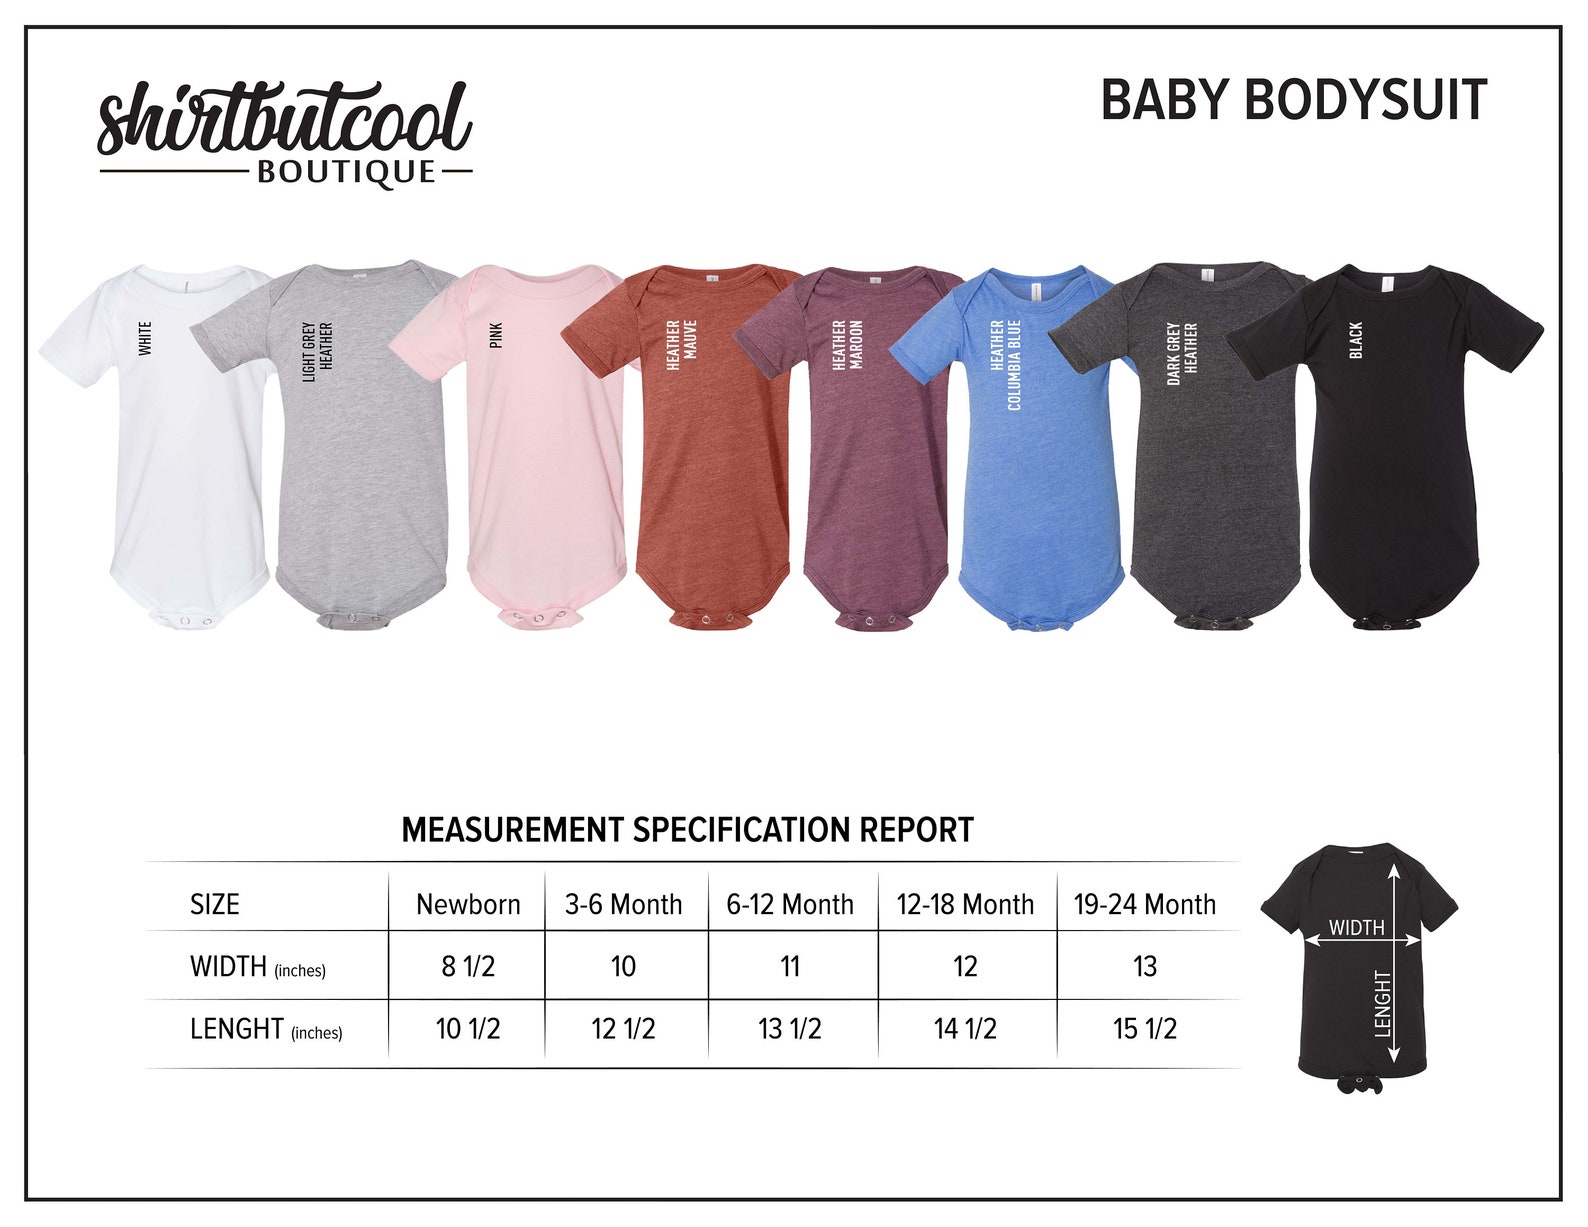 shirtbutcool
BOUTIQUE
BABY BODYSUIT
WHITE
LIGHT GREY
HEATHER
PINK
HEATHER
MAUVE
HEATHER
MAROON
HEATHER
COLUMBIA BLUE
DARK GREY
HEATHER
BLACK
MEASUREMENT SPECIFICATION REPORT
SIZE Newborn 3-6 Month 6-12 Month 12-18 Month 19-24 Month
WIDTH (inches) 8 1/2 10 11 12 13
LENGHT (inches) 10 1/2 12 1/2 13 1/2 14 1/2 15 1/2
WIDTH
LENGHT